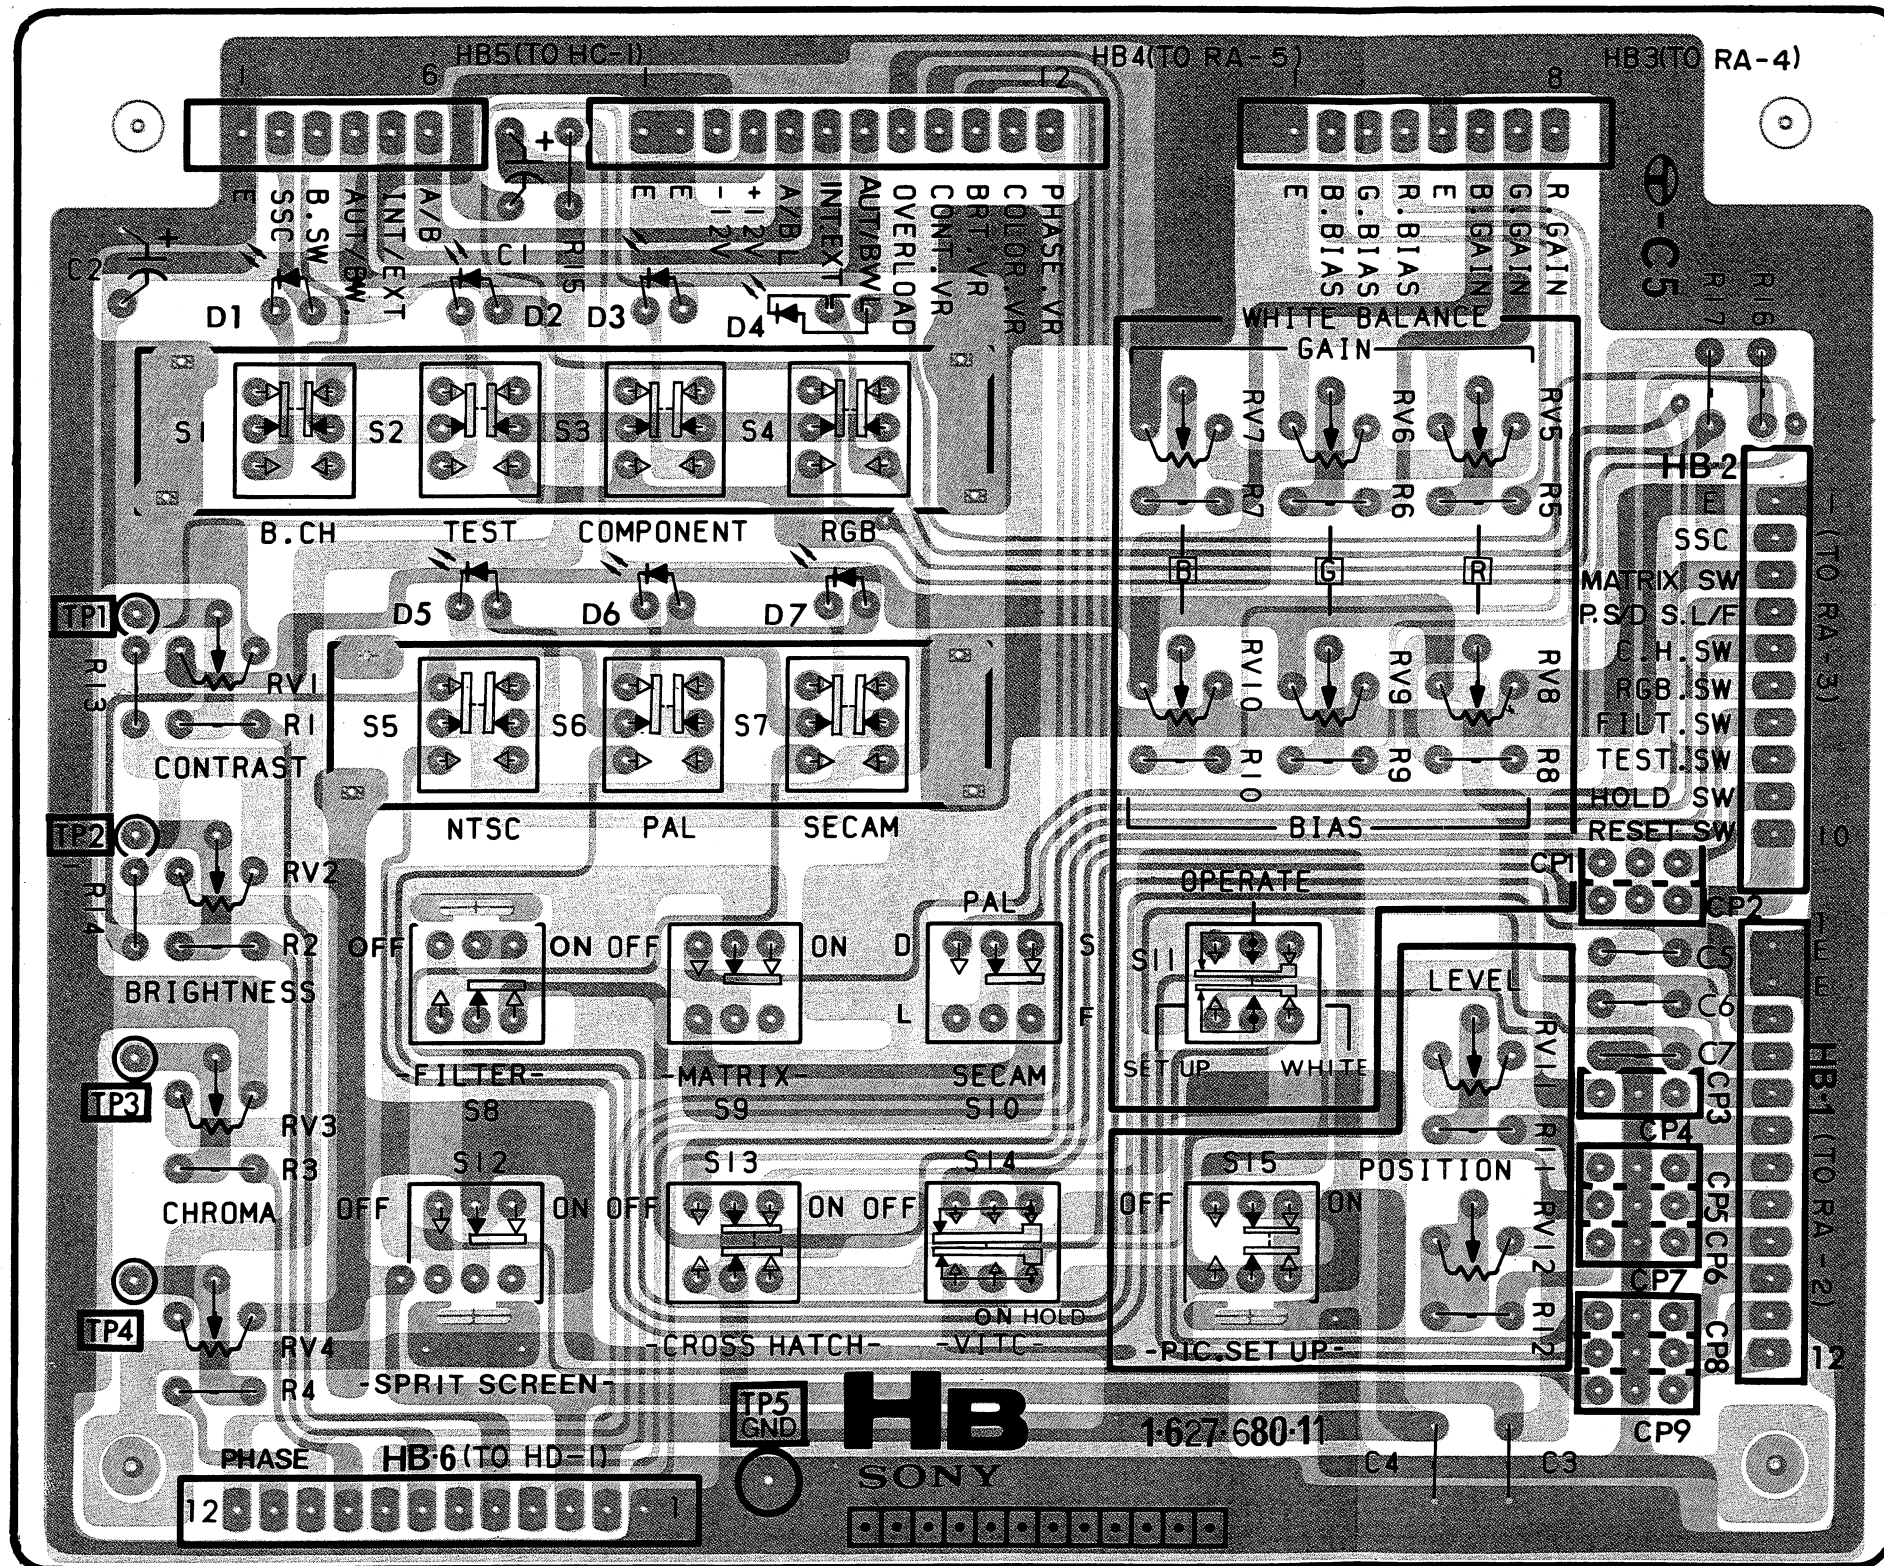 HB5(TO HC-1)
HB4(TO RA-5)
HB3(TO RA-4)
1
6
1
12
1
8
E
SSC
B.SW
AUT/BW.
INT/EXT
A/B
E
E
-12V
+12V
A/BL
INT.EXT
AUT/BW
OVERLOAD
CONT.VR
BRT.VR
COLOR.VR
PHASE.VR
E
B.BIAS
G.BIAS
R.BIAS
E
B.GAIN
G.GAIN
R.GAIN
-C5
C2
+
+
C1
R15
R17
R16
D1
D2
D3
D4
WHITE BALANCE
GAIN
S1
S2
S3
S4
RV7
RV6
RV5
R7
R6
R5
B.CH
TEST
COMPONENT
RGB
B
G
R
HB-2
(TO RA-3)
1
E
SSC
MATRIX SW
P.S/D S.L/F
C.H.SW
RGB.SW
FILT.SW
TEST.SW
HOLD SW
RESET SW
10
TP1
D5
D6
D7
R13
RV1
R1
CONTRAST
S5
S6
S7
RV10
RV9
RV8
R10
R9
R8
BIAS
NTSC
PAL
SECAM
TP2
R14
RV2
R2
BRIGHTNESS
OFF
ON
OFF
ON
PAL
D
S
L
F
S11
OPERATE
SET UP
WHITE
CP1
CP2
C5
C6
C7
CP3
CP4
1
E
E
HB-1(TO RA-2)
12
-FILTER-
S8
-MATRIX-
S9
SECAM
S10
LEVEL
RV11
R11
TP3
RV3
R3
CHROMA
S12
OFF
ON
S13
OFF
ON
S14
OFF
ON HOLD
S15
OFF
ON
POSITION
RV12
R12
CP5
CP6
CP7
CP8
CP9
TP4
RV4
R4
-SPRIT SCREEN-
-CROSS HATCH-
-VITC-
-PIC.SET UP-
PHASE
HB-6(TO HD-1)
12
1
TP5
GND
HB
SONY
1-627-680-11
C4
C3